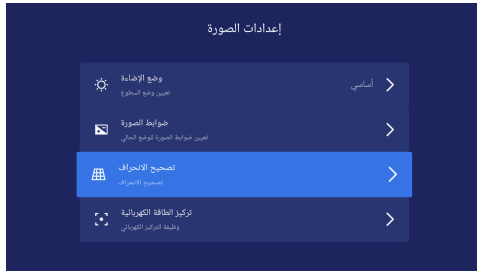 إعدادات الصورة
وضع الإضاءة
تعيين وضع السطوع
أساسي
ضوابط الصورة
تعيين ضوابط الصورة للوضع الحالي
تصحيح الانحراف
تصحيح الانحراف
تركيز الطاقة الكهربائية
وظيفة التركيز الكهربائي